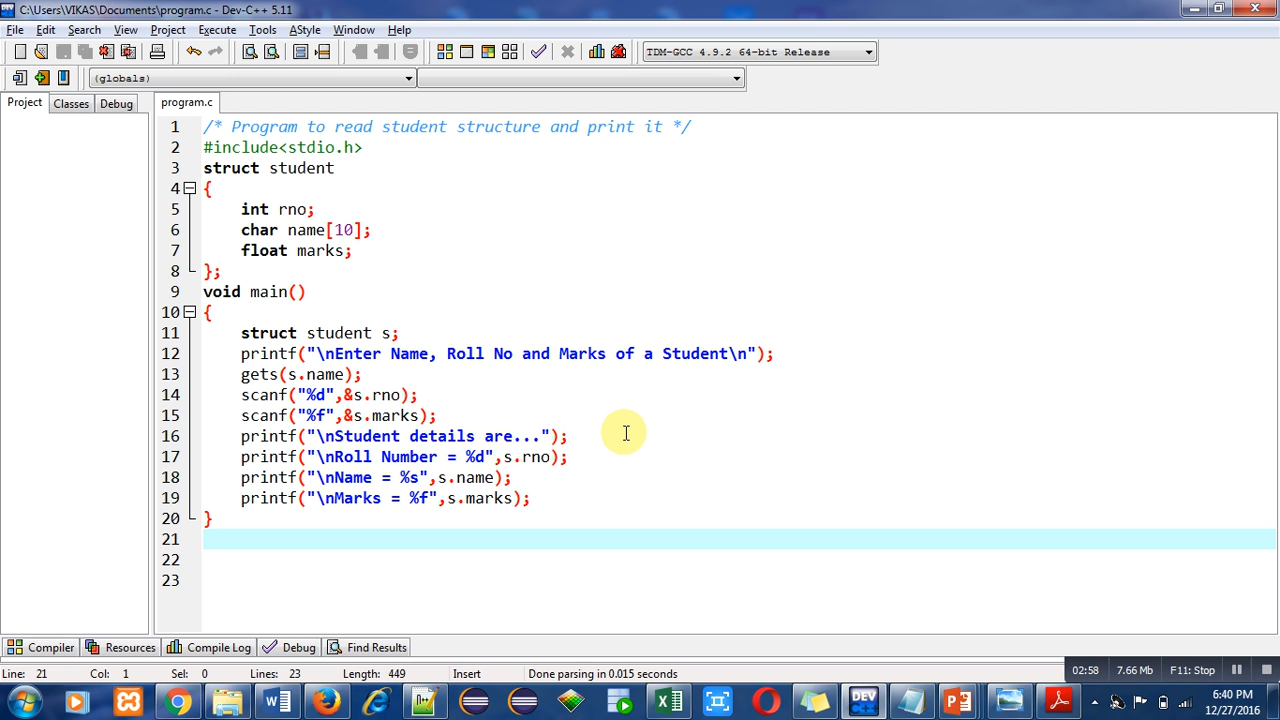 C:\Users\VIKAS\Documents\program.c - Dev-C++ 5.11
File Edit Search View Project Execute Tools AStyle Window Help
TDM-GCC 4.9.2 64-bit Release
(globals)
Project Classes Debug program.c
1 /* Program to read student structure and print it */
2 #include<stdio.h>
3 struct student
4 {
5 int rno;
6 char name[10];
7 float marks;
8 };
9 void main()
10 {
11 struct student s;
12 printf("\nEnter Name, Roll No and Marks of a Student\n");
13 gets(s.name);
14 scanf("%d",&s.rno);
15 scanf("%f",&s.marks);
16 printf("\nStudent details are...");
17 printf("\nRoll Number = %d",s.rno);
18 printf("\nName = %s",s.name);
19 printf("\nMarks = %f",s.marks);
20 }
21
22
23
Compiler Resources Compile Log Debug Find Results
Line: 21 Col: 1 Sel: 0 Lines: 23 Length: 449 Insert Done parsing in 0.015 seconds
02:58 7.66 Mb F11: Stop
6:40 PM
12/27/2016